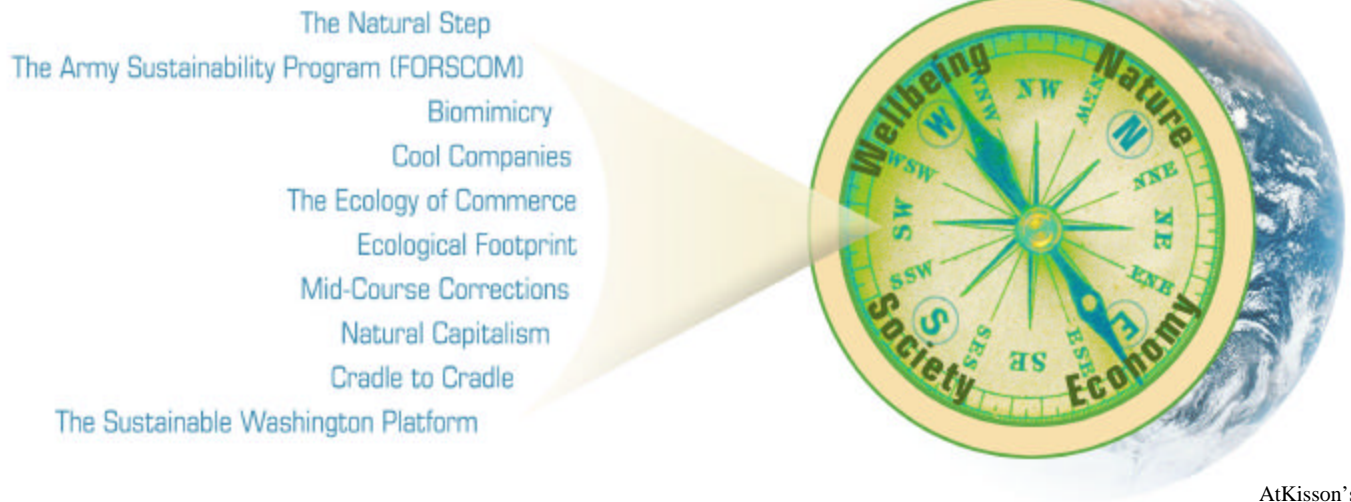 The Natural Step
The Army Sustainability Program (FORSCOM)
Biomimicry
Cool Companies
The Ecology of Commerce
Ecological Footprint
Mid-Course Corrections
Natural Capitalism
Cradle to Cradle
The Sustainable Washington Platform
Wellbeing
Nature
Society
Economy
W
WNW
NW
NNW
N
NNE
NE
ENE
E
ESE
SE
SES
S
SSW
SW
WSW
AtKisson's